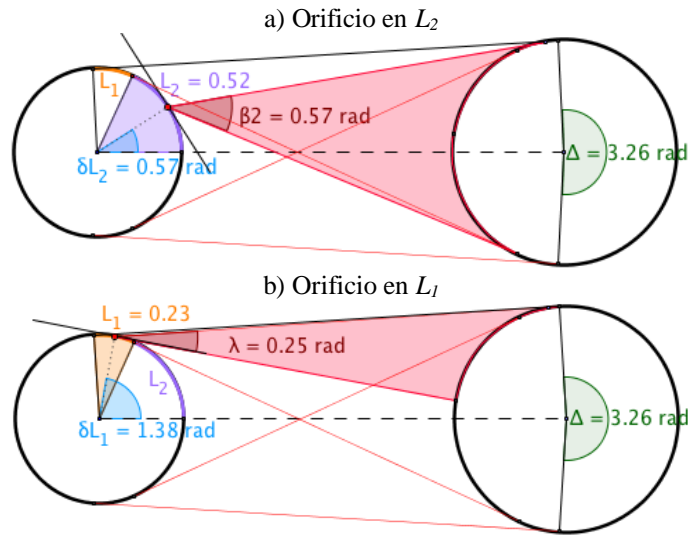 a) Orificio en L₂
L₁
L₂ = 0.52
β2 = 0.57 rad
δL₂ = 0.57 rad
Δ = 3.26 rad
b) Orificio en L₁
L₁ = 0.23
L₂
λ = 0.25 rad
δL₁ = 1.38 rad
Δ = 3.26 rad